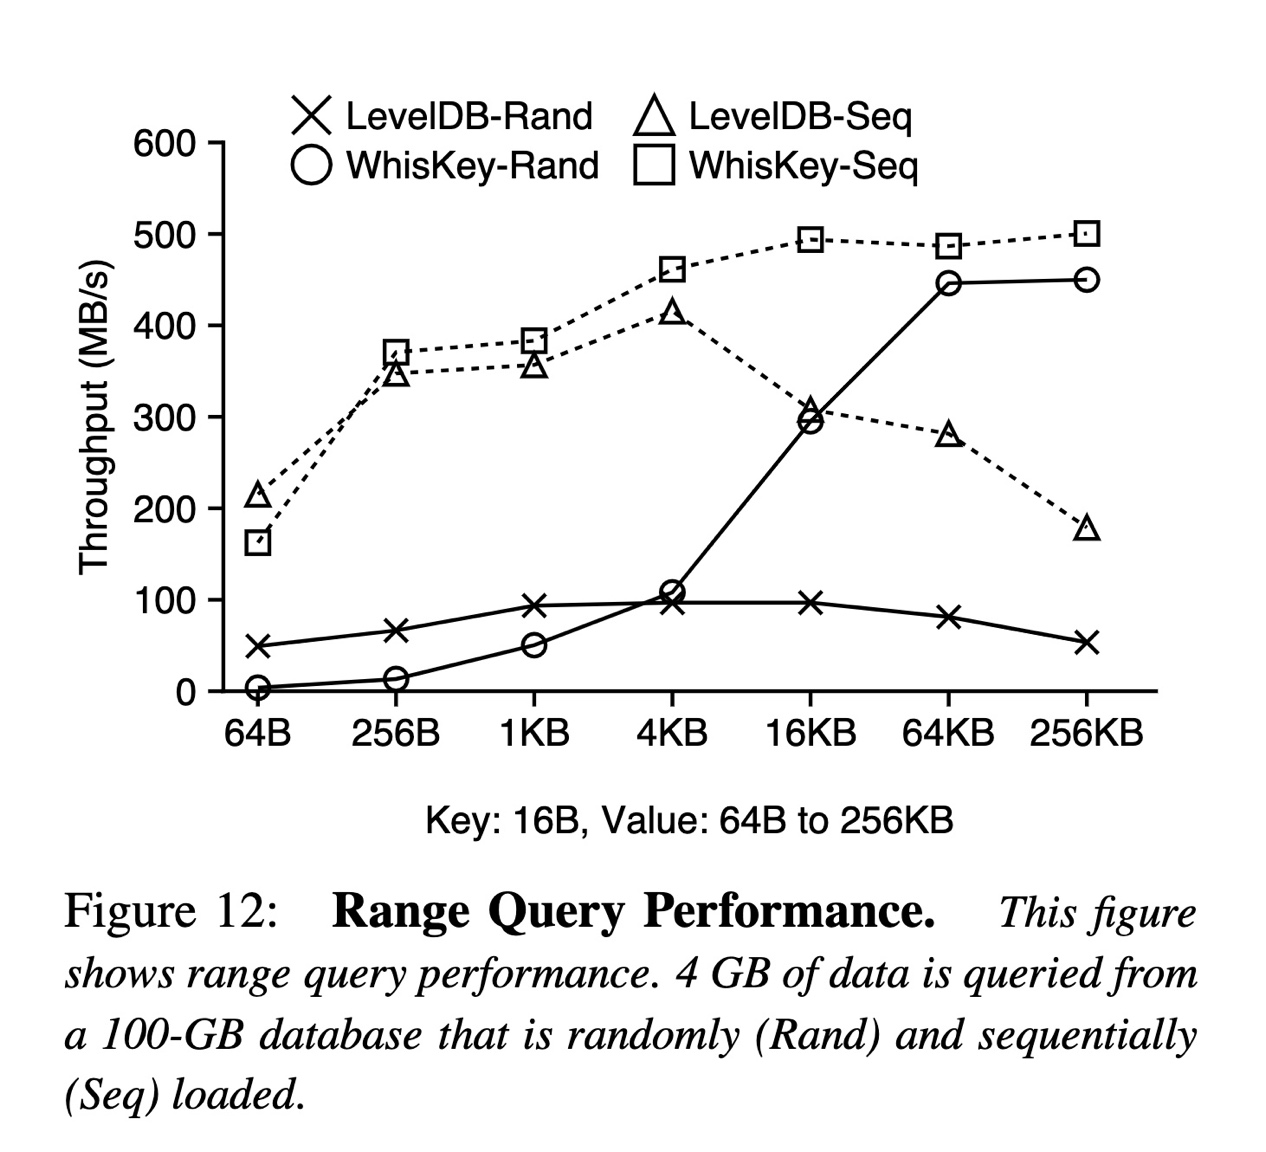 LevelDB-Rand LevelDB-Seq
WhisKey-Rand WhisKey-Seq
600
500
400
300
200
100
0
Throughput (MB/s)
64B 256B 1KB 4KB 16KB 64KB 256KB
Key: 16B, Value: 64B to 256KB
Figure 12: Range Query Performance. This figure
shows range query performance. 4 GB of data is queried from
a 100-GB database that is randomly (Rand) and sequentially
(Seq) loaded.